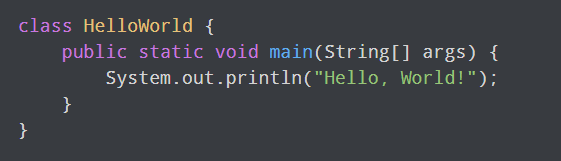 class HelloWorld {
    public static void main(String[] args) {
        System.out.println("Hello, World!");
    }
}